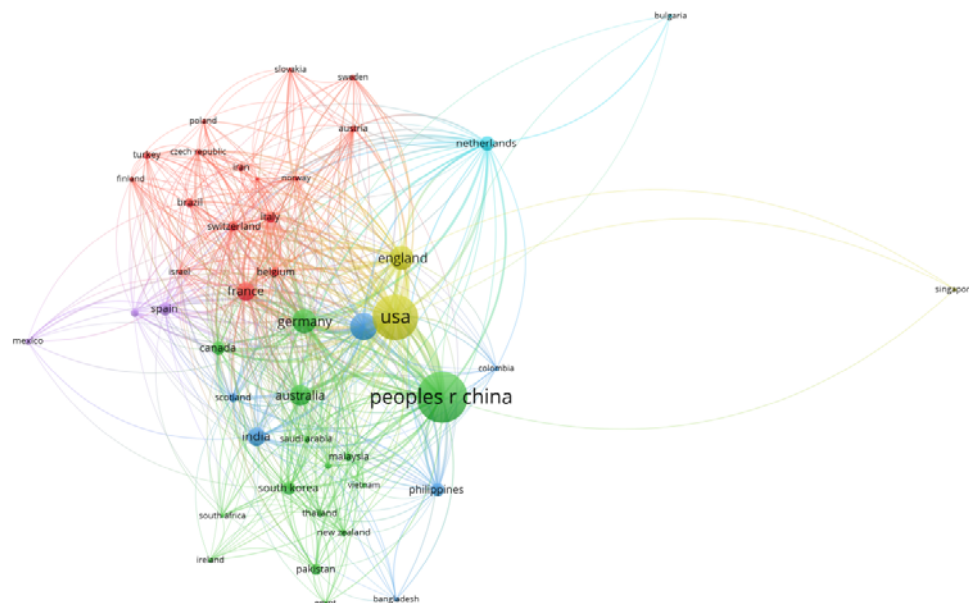 bulgaria
slovakia
sweden
poland
austria
netherlands
czech republic
turkey
iran
finland
norway
brazil
italy
switzerland
england
israel
belgium
france
singapor
spain
germany
usa
mexico
canada
colombia
scotland
australia
peoples r china
india
saudi arabia
malaysia
vietnam
south korea
philippines
thailand
south africa
new zealand
ireland
pakistan
bangladesh